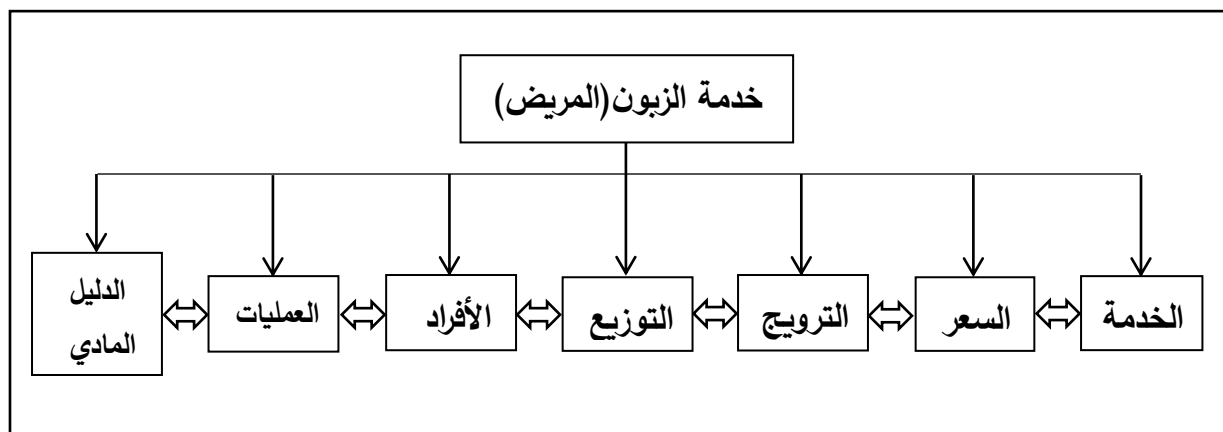 خدمة الزبون(المريض)
الخدمة
السعر
الترويج
التوزيع
الأفراد
العمليات
الدليل
المادي